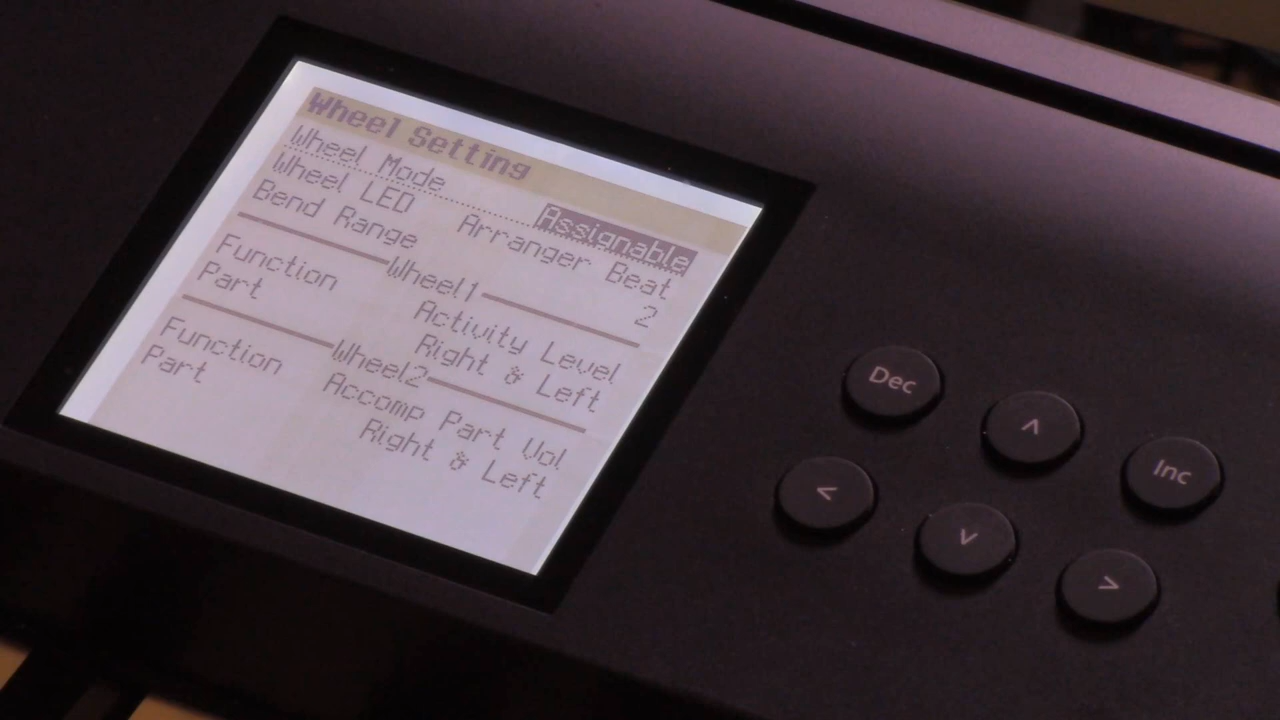 Wheel Setting
Wheel Mode Assignable
Wheel LED Arranger Beat
Bend Range 2
Wheel1
Function Activity Level
Part Right & Left
Wheel2
Function Accomp Part Vol
Part Right & Left
Dec ^ Inc
< v >